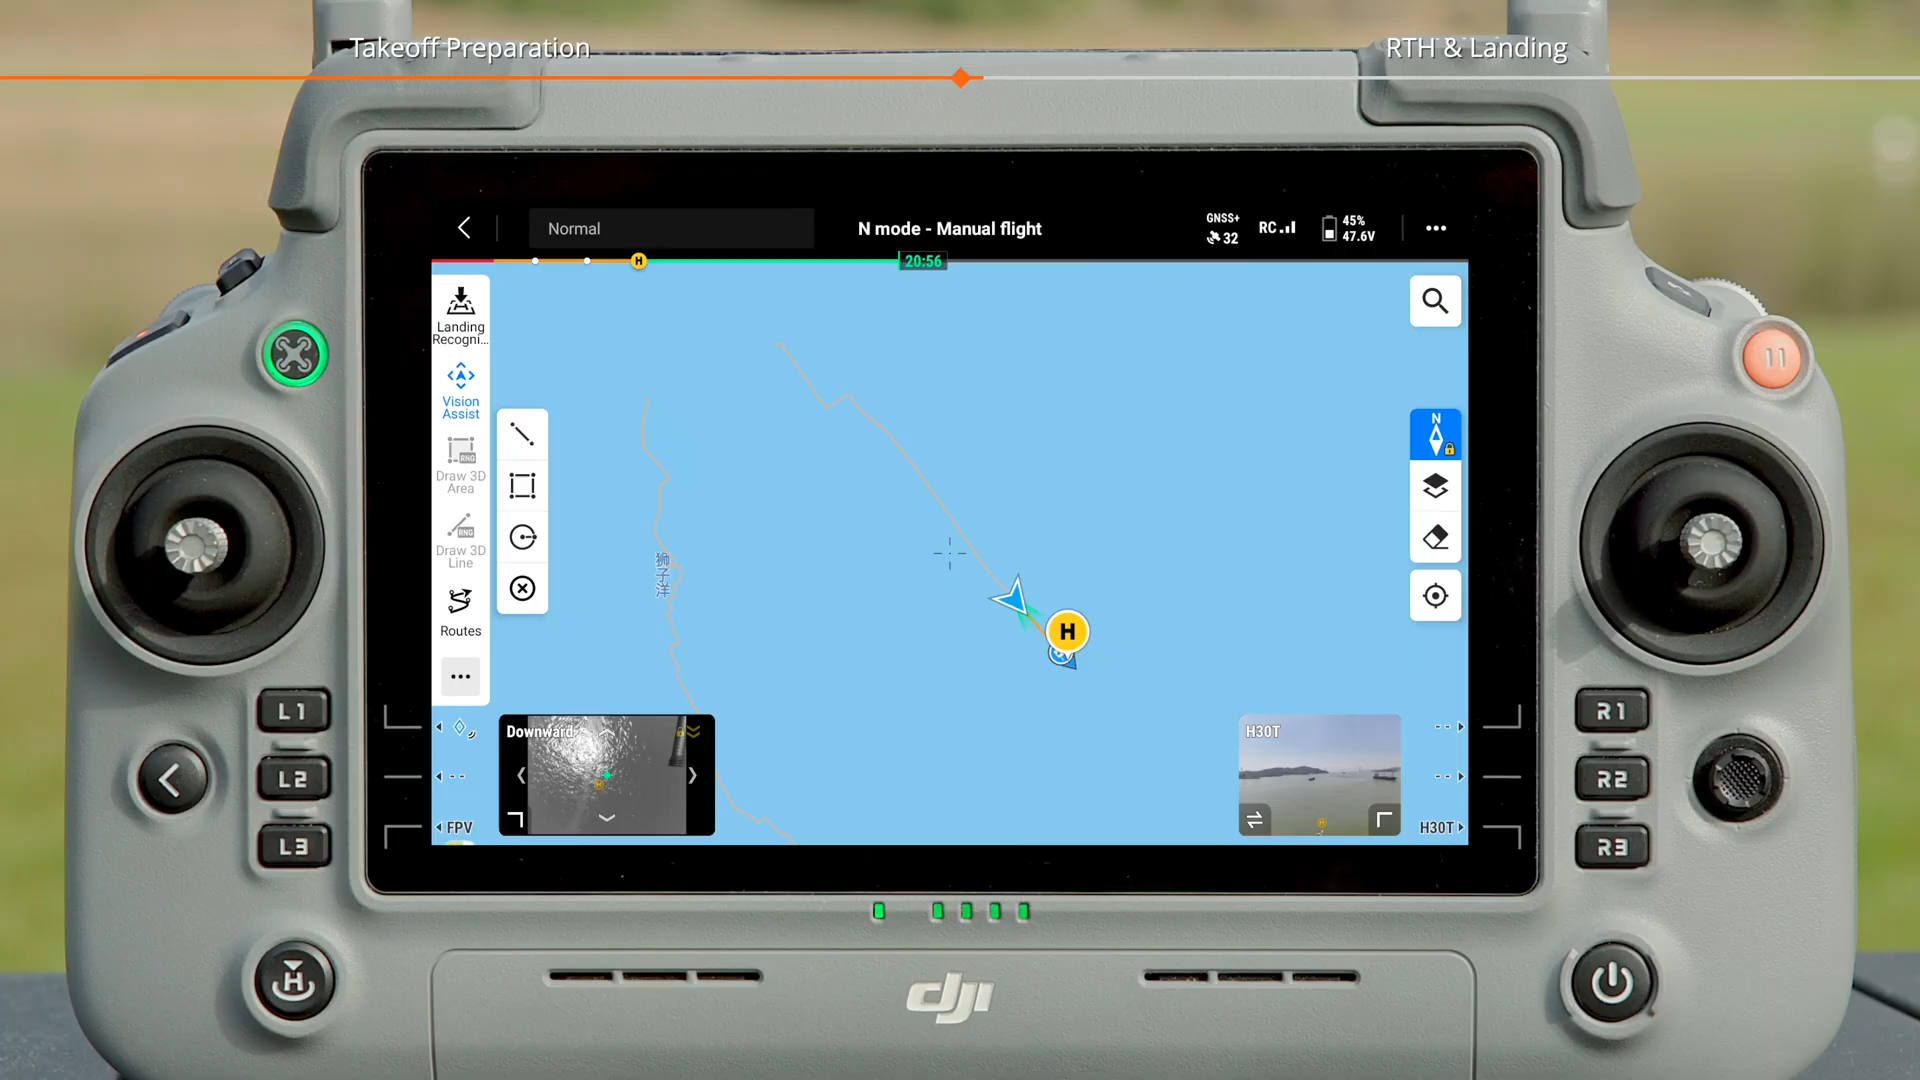 Takeoff Preparation
RTH & Landing
Normal
N mode - Manual flight
GNSS+
32
RC
45%
47.6V
20:56
H
Landing
Recogni...
Vision
Assist
RNG
Draw 3D
Area
RNG
Draw 3D
Line
Routes
N
狮子洋
H
Downward
H30T
--
--
--
FPV
H30T
L1
L2
L3
R1
R2
R3
H
dji